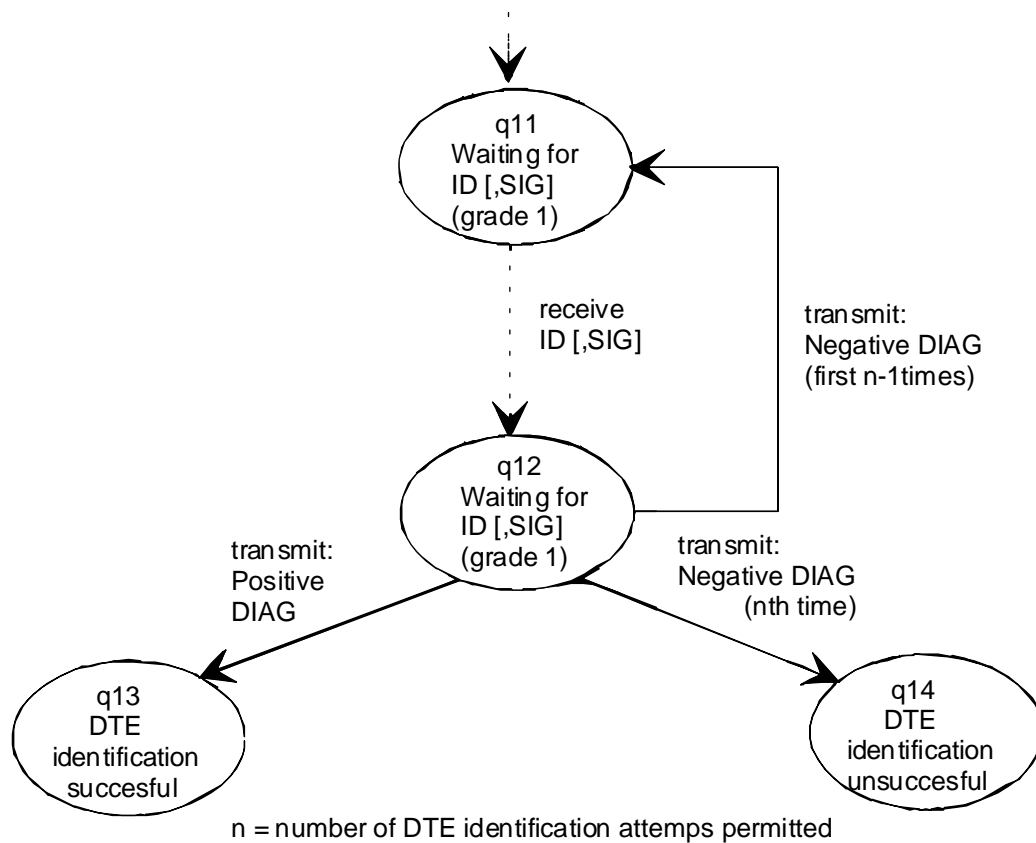 q11
Waiting for
ID [,SIG]
(grade 1)
receive
ID [,SIG]
transmit:
Negative DIAG
(first n-1times)
q12
Waiting for
ID [,SIG]
(grade 1)
transmit:
Positive
DIAG
transmit:
Negative DIAG
(nth time)
q13
DTE
identification
succesful
q14
DTE
identification
unsuccesful
n = number of DTE identification attemps permitted